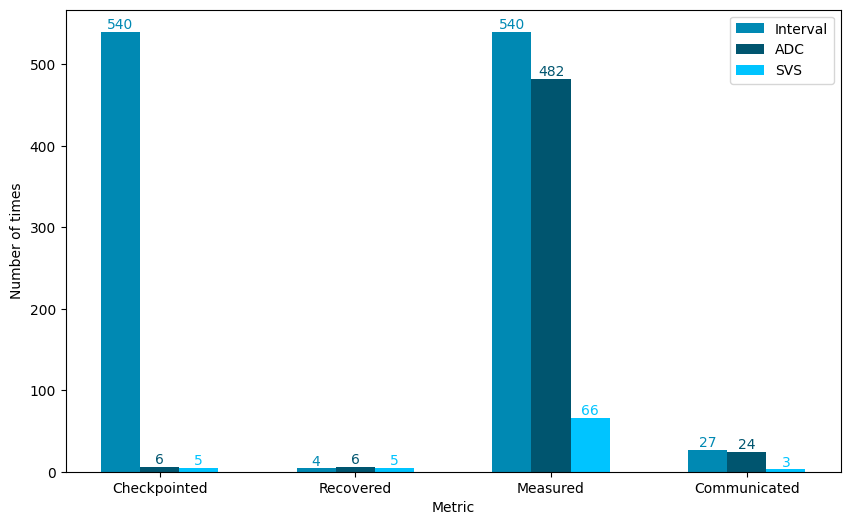 540
540
Interval
ADC
SVS
482
500
400
300
200
100
0
Number of times
6
5
4
6
5
66
27
24
3
Checkpointed
Recovered
Measured
Communicated
Metric